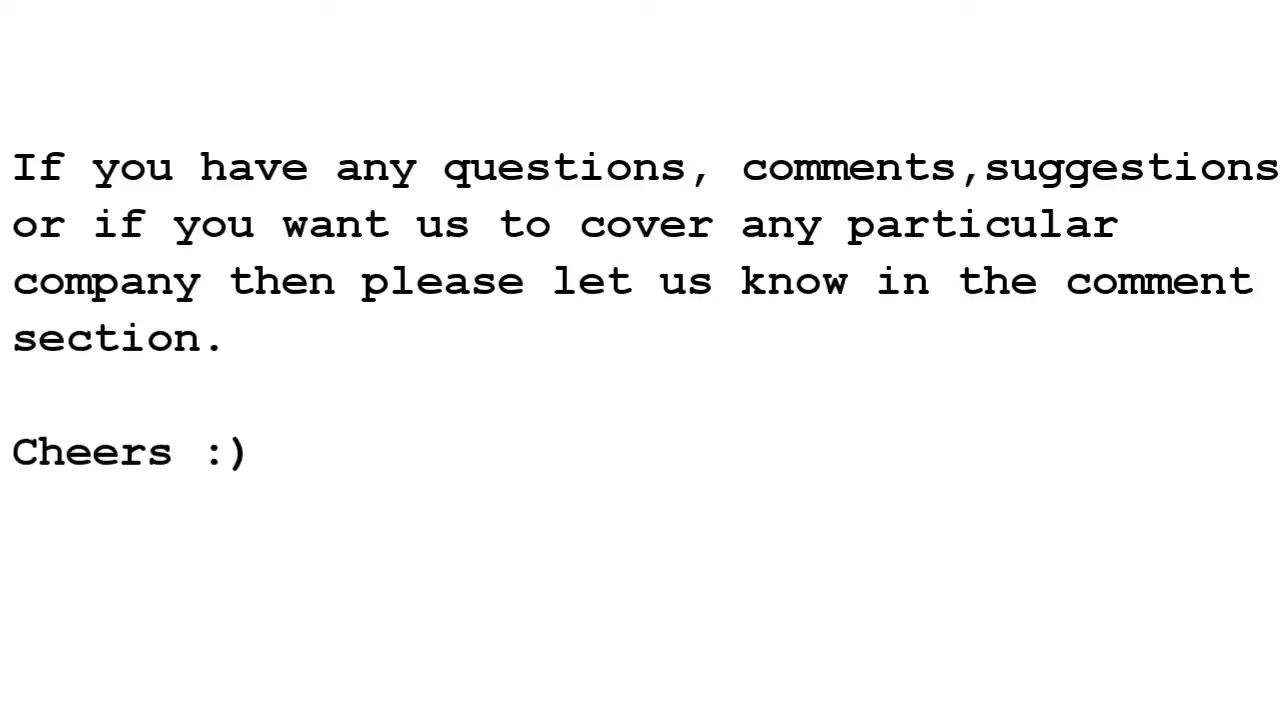 If you have any questions, comments,suggestions
or if you want us to cover any particular
company then please let us know in the comment
section.
Cheers :)